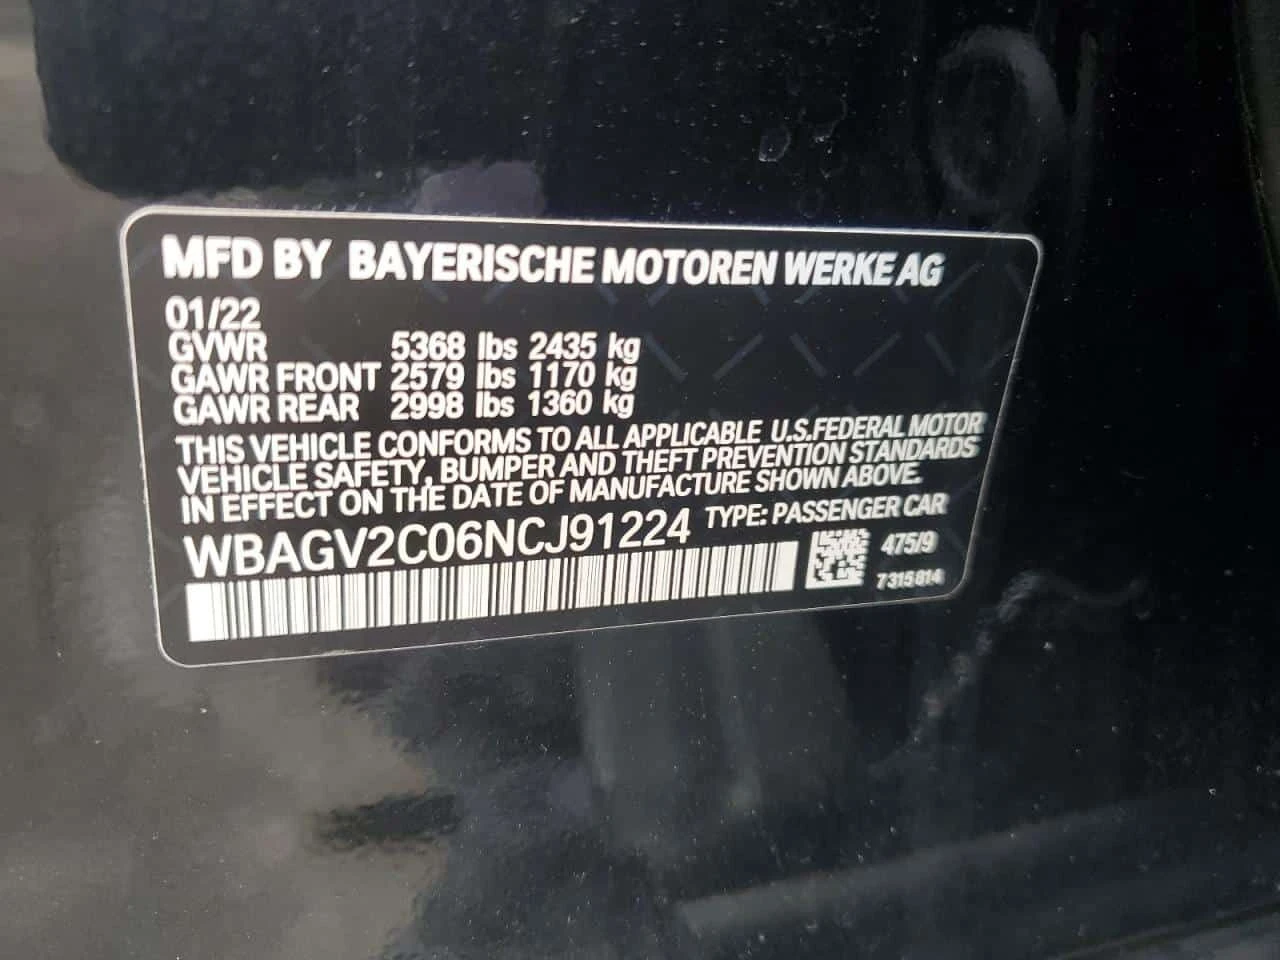 MFD BY BAYERISCHE MOTOREN WERKE AG
01/22
GVWR 5368 lbs 2435 kg
GAWR FRONT 2579 lbs 1170 kg
GAWR REAR 2998 lbs 1360 kg
THIS VEHICLE CONFORMS TO ALL APPLICABLE U.S.FEDERAL MOTOR
VEHICLE SAFETY, BUMPER AND THEFT PREVENTION STANDARDS
IN EFFECT ON THE DATE OF MANUFACTURE SHOWN ABOVE.
WBAGV2C06NCJ91224 TYPE: PASSENGER CAR
475/9
7315814